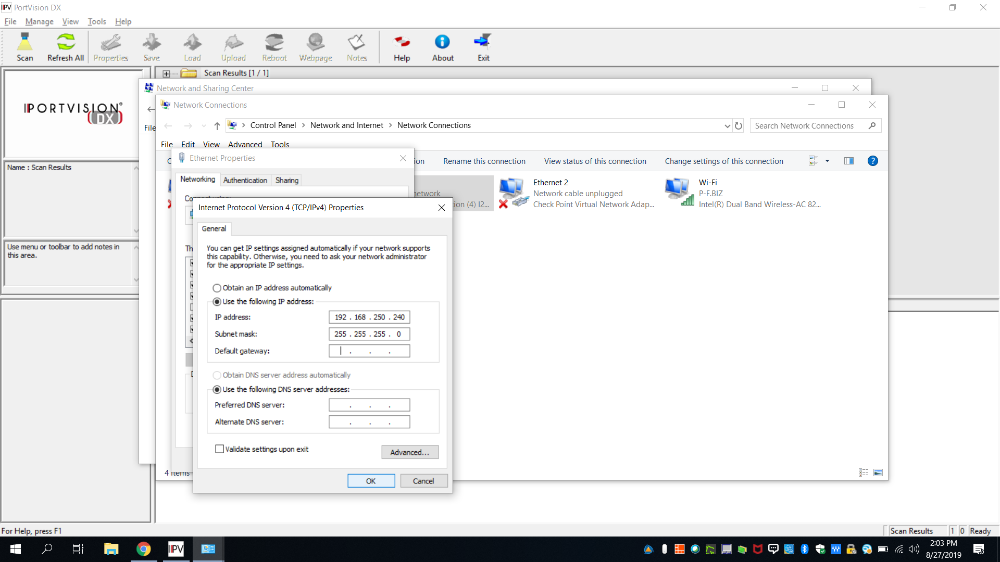 PortVision DX
File Manage View Tools Help
Scan Refresh All Properties Save Load Upload Reboot Webpage Notes Help About Exit
PORTVISION®
DX
Name : Scan Results
Use menu or toolbar to add notes in
this area.
Scan Results [1 / 1]
Network and Sharing Center
File
Network Connections
Control Panel > Network and Internet > Network Connections
Search Network Connections
File Edit View Advanced Tools
Rename this connection View status of this connection Change settings of this connection
Ethernet 2
Network cable unplugged
Check Point Virtual Network Adap...
Wi-Fi
P-F.BIZ
Intel(R) Dual Band Wireless-AC 82...
4 items
Ethernet Properties
Networking Authentication Sharing
Internet Protocol Version 4 (TCP/IPv4) Properties
General
You can get IP settings assigned automatically if your network supports
this capability. Otherwise, you need to ask your network administrator
for the appropriate IP settings.
Obtain an IP address automatically
Use the following IP address:
IP address: 192 . 168 . 250 . 240
Subnet mask: 255 . 255 . 255 . 0
Default gateway: . . .
Obtain DNS server address automatically
Use the following DNS server addresses:
Preferred DNS server: . . .
Alternate DNS server: . . .
Validate settings upon exit
Advanced...
OK Cancel
For Help, press F1
Scan Results 1 0 Ready
2:03 PM
8/27/2019